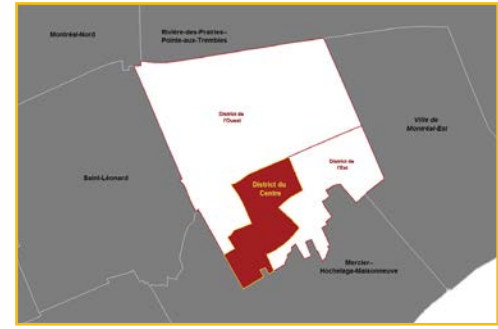 Montréal-Nord
Rivière-des-Prairies-
Pointe-aux-Trembles
District de
l'Ouest
Ville de
Montréal-Est
Saint-Léonard
District du
Centre
District de
l'Est
Mercier-
Hochelaga-Maisonneuve